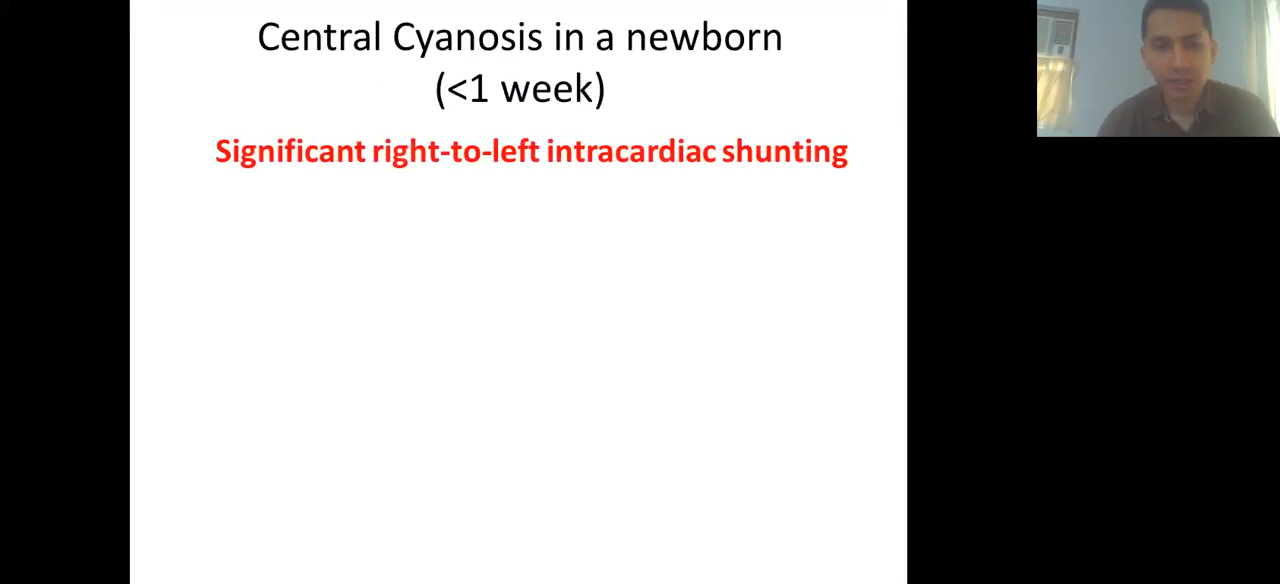 Central Cyanosis in a newborn
(<1 week)
Significant right-to-left intracardiac shunting